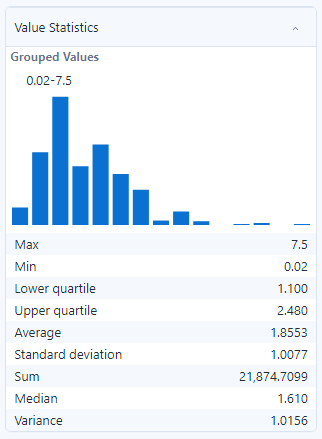 Value Statistics
Grouped Values
0.02-7.5
Max 7.5
Min 0.02
Lower quartile 1.100
Upper quartile 2.480
Average 1.8553
Standard deviation 1.0077
Sum 21,874.7099
Median 1.610
Variance 1.0156